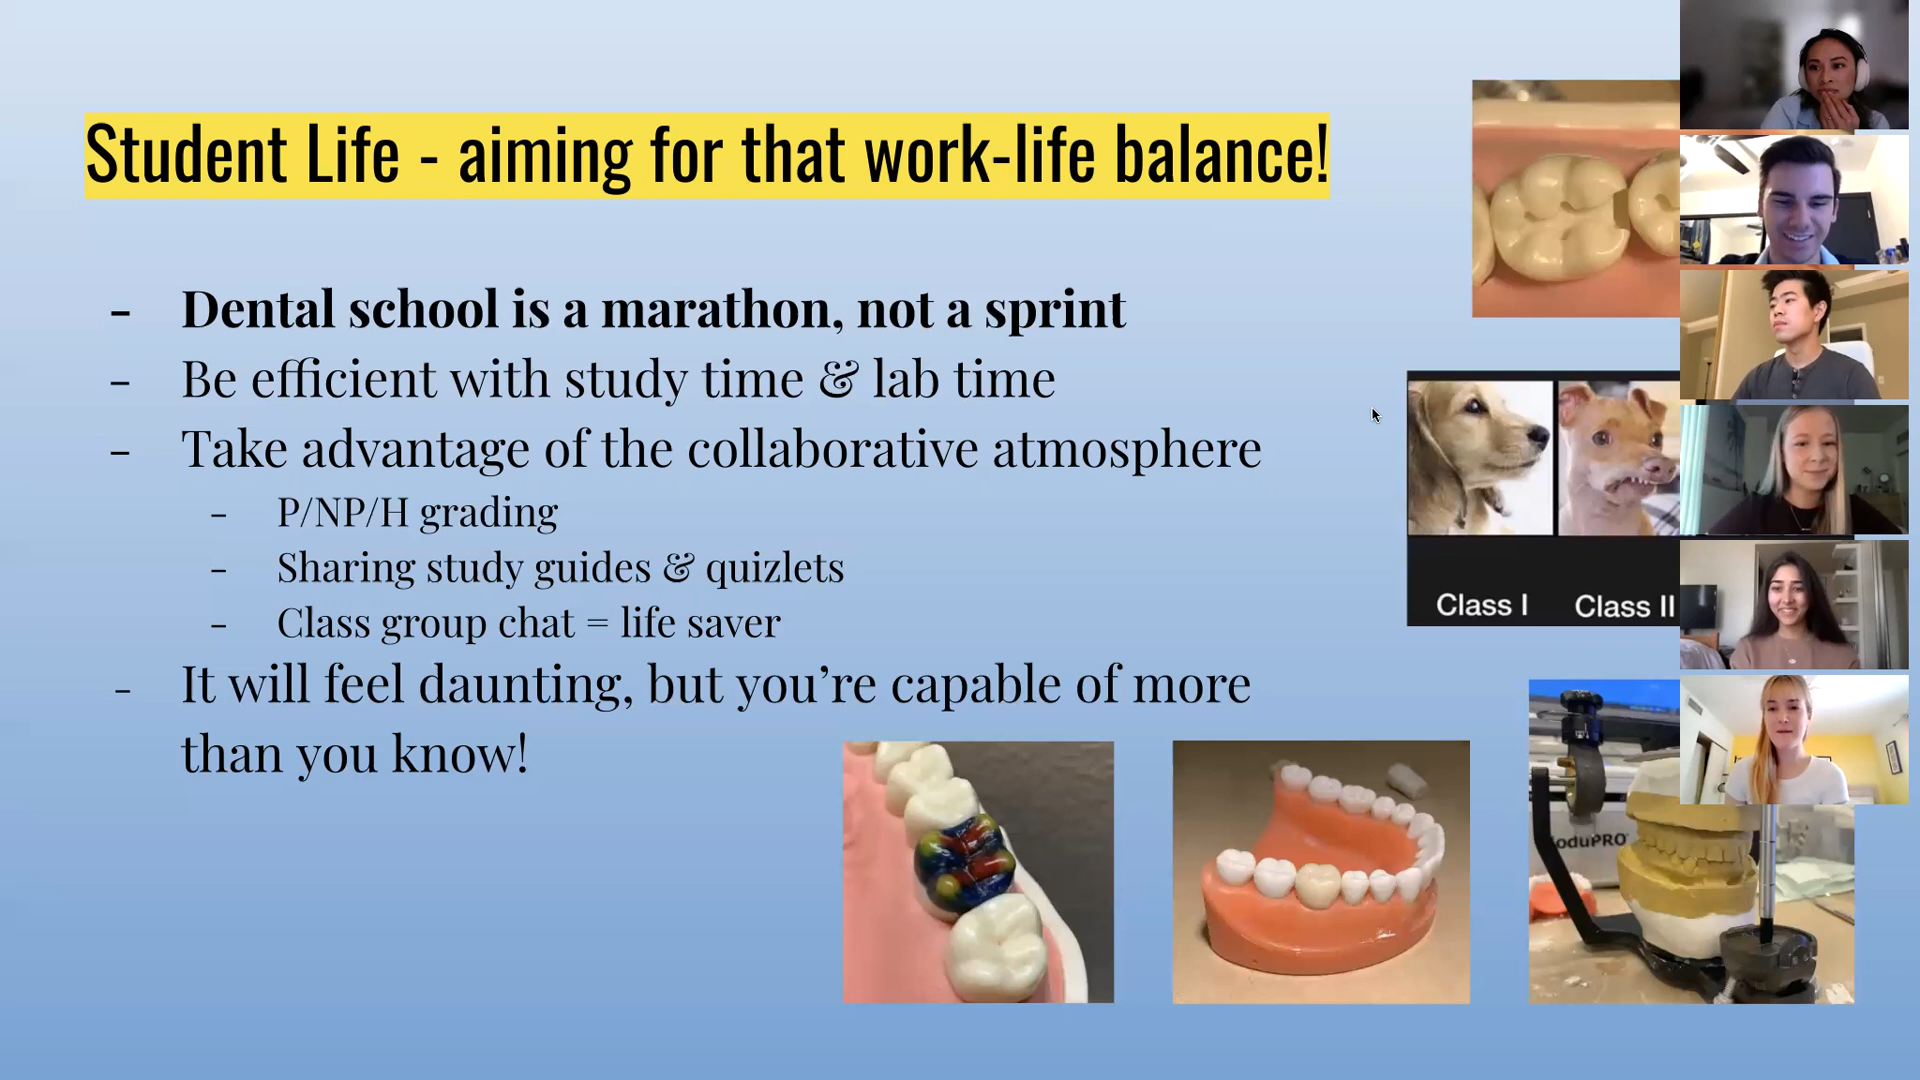 Student Life - aiming for that work-life balance!
- Dental school is a marathon, not a sprint
- Be efficient with study time & lab time
- Take advantage of the collaborative atmosphere
- P/NP/H grading
- Sharing study guides & quizlets
- Class group chat = life saver
- It will feel daunting, but you’re capable of more
than you know!
Class I
Class II
oduPRO